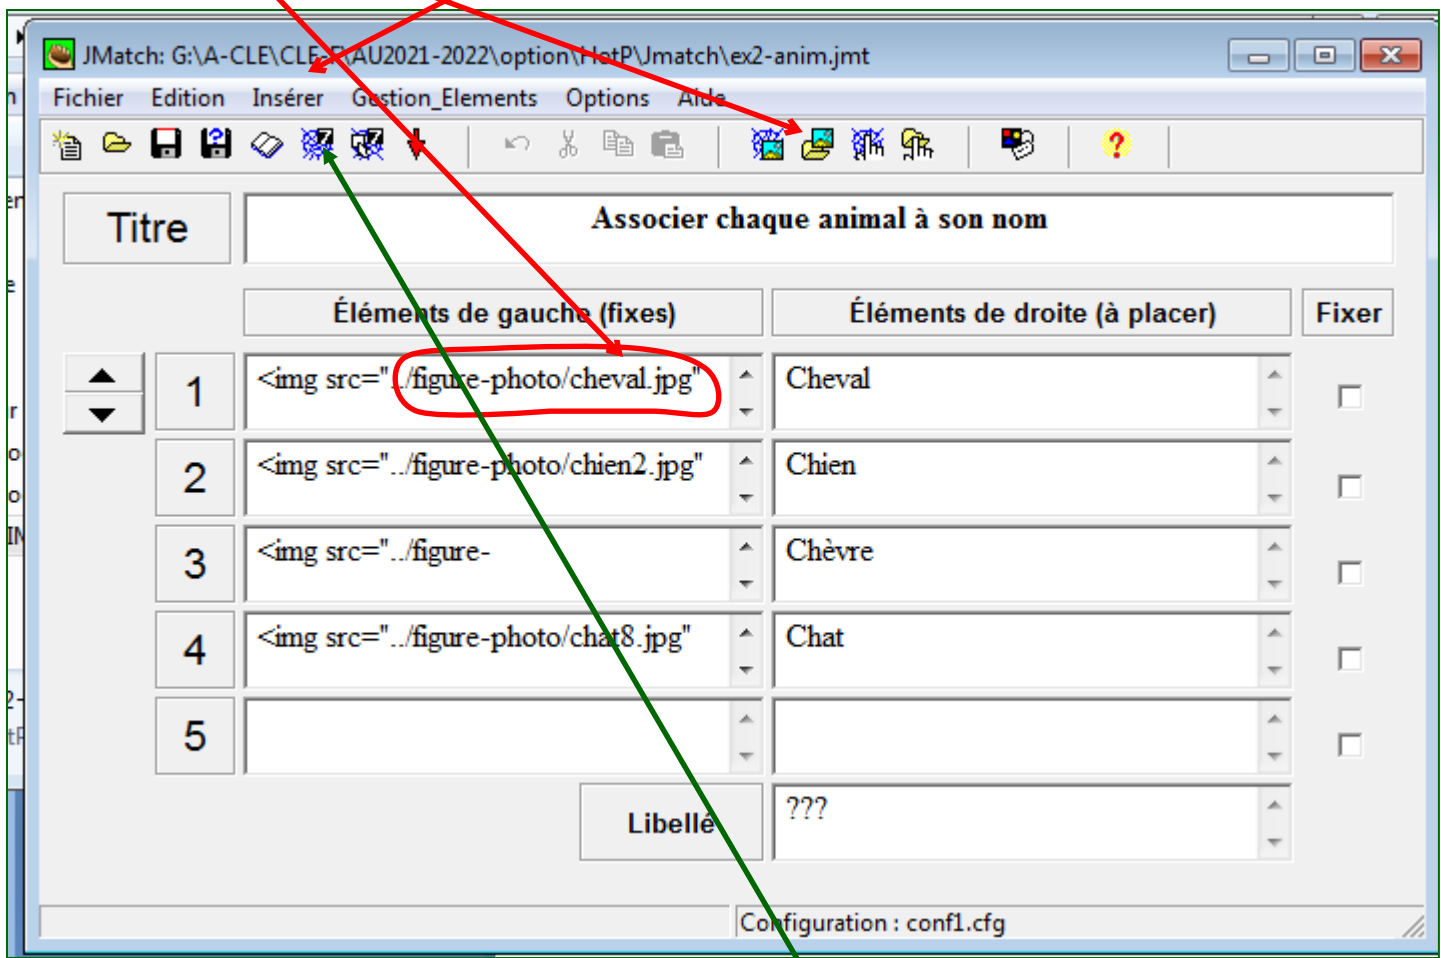 JMatch: G:\A-CLE\CLE-F\AU2021-2022\option\HotP\Jmatch\ex2-anim.jmt
Fichier Edition Insérer Gestion_Elements Options Aide
Titre
Associer chaque animal à son nom
Éléments de gauche (fixes)
Éléments de droite (à placer)
Fixer
1
<img src="../figure-photo/cheval.jpg"
Cheval
2
<img src="../figure-photo/chien2.jpg"
Chien
3
<img src="../figure-
Chèvre
4
<img src="../figure-photo/chat8.jpg"
Chat
5
Libellé
???
Configuration : conf1.cfg